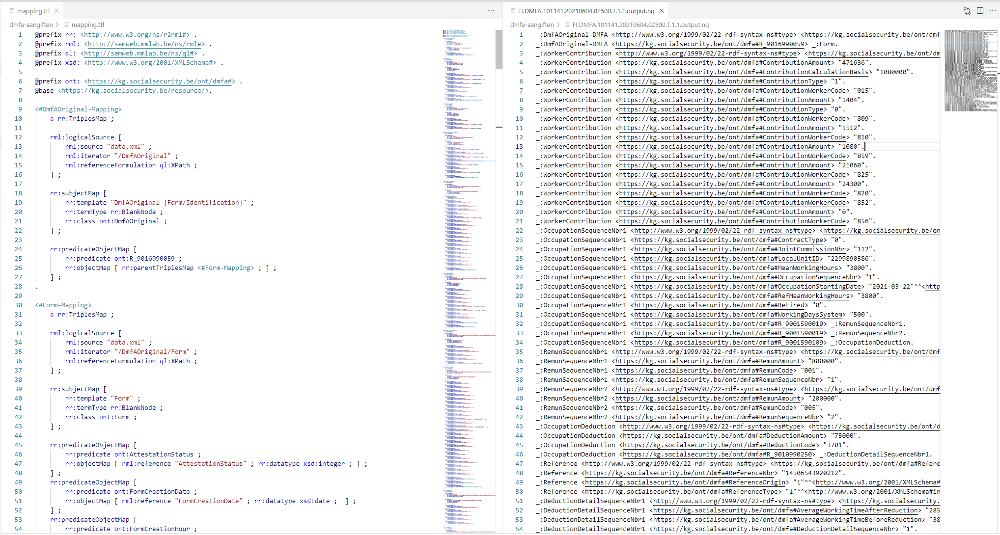 mapping.ttl
dmfa-aangiften > mapping.ttl
1 @prefix rr: <http://www.w3.org/ns/r2rml#> .
2 @prefix rml: <http://semweb.mmlab.be/ns/rml#> .
3 @prefix ql: <http://semweb.mmlab.be/ns/ql#> .
4 @prefix xsd: <http://www.w3.org/2001/XMLSchema#> .
5
6 @prefix ont: <https://kg.socialsecurity.be/ont/dmfa#> .
7 @base <https://kg.socialsecurity.be/resource/>.
8
9 <#DmfAOriginal-Mapping>
10 a rr:TriplesMap ;
11
12 rml:logicalSource [
13 rml:source "data.xml" ;
14 rml:iterator "/DmfAOriginal" ;
15 rml:referenceFormulation ql:XPath ;
16 ] ;
17
18 rr:subjectMap [
19 rr:template "DmfAOriginal-{Form/Identification}" ;
20 rr:termType rr:BlankNode ;
21 rr:class ont:DmfAOriginal ;
22 ] ;
23
24 rr:predicateObjectMap [
25 rr:predicate ont:R_9016990059 ;
26 rr:objectMap [ rr:parentTriplesMap <#Form-Mapping> ; ] ;
27 ] ;
28 .
29
30 <#Form-Mapping>
31 a rr:TriplesMap ;
32
33 rml:logicalSource [
34 rml:source "data.xml" ;
35 rml:iterator "/DmfAOriginal/Form" ;
36 rml:referenceFormulation ql:XPath ;
37 ] ;
38
39 rr:subjectMap [
40 rr:template "Form" ;
41 rr:termType rr:BlankNode ;
42 rr:class ont:Form ;
43 ] ;
44
45 rr:predicateObjectMap [
46 rr:predicate ont:AttestationStatus ;
47 rr:objectMap [ rml:reference "AttestationStatus" ; rr:datatype xsd:integer ; ] ;
48 ] ;
49 rr:predicateObjectMap [
50 rr:predicate ont:FormCreationDate ;
51 rr:objectMap [ rml:reference "FormCreationDate" ; rr:datatype xsd:date ;  ] ;
52 ] ;
53 rr:predicateObjectMap [
54 rr:predicate ont:FormCreationHour ;
FI.DMFA.101141.20210604.02500.T.1.1.output.nq
dmfa-aangiften > FI.DMFA.101141.20210604.02500.T.1.1.output.nq
1 _:DmfAOriginal-DMFA <http://www.w3.org/1999/02/22-rdf-syntax-ns#type> <https://kg.socialsecurity.be/ont/dmf
2 _:DmfAOriginal-DMFA <https://kg.socialsecurity.be/ont/dmfa#R_9016990059> _:Form.
3 _:WorkerContribution <http://www.w3.org/1999/02/22-rdf-syntax-ns#type> <https://kg.socialsecurity.be/ont/dm
4 _:WorkerContribution <https://kg.socialsecurity.be/ont/dmfa#ContributionAmount> "471636".
5 _:WorkerContribution <https://kg.socialsecurity.be/ont/dmfa#ContributionCalculationBasis> "1080000".
6 _:WorkerContribution <https://kg.socialsecurity.be/ont/dmfa#ContributionType> "1".
7 _:WorkerContribution <https://kg.socialsecurity.be/ont/dmfa#ContributionWorkerCode> "015".
8 _:WorkerContribution <https://kg.socialsecurity.be/ont/dmfa#ContributionAmount> "1404".
9 _:WorkerContribution <https://kg.socialsecurity.be/ont/dmfa#ContributionType> "0".
10 _:WorkerContribution <https://kg.socialsecurity.be/ont/dmfa#ContributionWorkerCode> "809".
11 _:WorkerContribution <https://kg.socialsecurity.be/ont/dmfa#ContributionAmount> "1512".
12 _:WorkerContribution <https://kg.socialsecurity.be/ont/dmfa#ContributionWorkerCode> "810".
13 _:WorkerContribution <https://kg.socialsecurity.be/ont/dmfa#ContributionAmount> "1080".
14 _:WorkerContribution <https://kg.socialsecurity.be/ont/dmfa#ContributionWorkerCode> "859".
15 _:WorkerContribution <https://kg.socialsecurity.be/ont/dmfa#ContributionAmount> "21060".
16 _:WorkerContribution <https://kg.socialsecurity.be/ont/dmfa#ContributionWorkerCode> "825".
17 _:WorkerContribution <https://kg.socialsecurity.be/ont/dmfa#ContributionAmount> "24300".
18 _:WorkerContribution <https://kg.socialsecurity.be/ont/dmfa#ContributionWorkerCode> "820".
19 _:WorkerContribution <https://kg.socialsecurity.be/ont/dmfa#ContributionWorkerCode> "852".
20 _:WorkerContribution <https://kg.socialsecurity.be/ont/dmfa#ContributionAmount> "0".
21 _:WorkerContribution <https://kg.socialsecurity.be/ont/dmfa#ContributionWorkerCode> "856".
22 _:OccupationSequenceNbr1 <http://www.w3.org/1999/02/22-rdf-syntax-ns#type> <https://kg.socialsecurity.be/on
23 _:OccupationSequenceNbr1 <https://kg.socialsecurity.be/ont/dmfa#ContractType> "0".
24 _:OccupationSequenceNbr1 <https://kg.socialsecurity.be/ont/dmfa#JointCommissionNbr> "112".
25 _:OccupationSequenceNbr1 <https://kg.socialsecurity.be/ont/dmfa#LocalUnitID> "2299890586".
26 _:OccupationSequenceNbr1 <https://kg.socialsecurity.be/ont/dmfa#MeanWorkingHours> "3800".
27 _:OccupationSequenceNbr1 <https://kg.socialsecurity.be/ont/dmfa#OccupationSequenceNbr> "1".
28 _:OccupationSequenceNbr1 <https://kg.socialsecurity.be/ont/dmfa#OccupationStartingDate> "2021-03-22"^^<http
29 _:OccupationSequenceNbr1 <https://kg.socialsecurity.be/ont/dmfa#RefMeanWorkingHours> "3800".
30 _:OccupationSequenceNbr1 <https://kg.socialsecurity.be/ont/dmfa#Retired> "0".
31 _:OccupationSequenceNbr1 <https://kg.socialsecurity.be/ont/dmfa#WorkingDaysSystem> "500".
32 _:OccupationSequenceNbr1 <https://kg.socialsecurity.be/ont/dmfa#R_9001590019> _:RemunSequenceNbr1.
33 _:OccupationSequenceNbr1 <https://kg.socialsecurity.be/ont/dmfa#R_9001590019> _:RemunSequenceNbr2.
34 _:OccupationSequenceNbr1 <https://kg.socialsecurity.be/ont/dmfa#R_9001590109> _:OccupationDeduction.
35 _:RemunSequenceNbr1 <http://www.w3.org/1999/02/22-rdf-syntax-ns#type> <https://kg.socialsecurity.be/ont/dmf
36 _:RemunSequenceNbr1 <https://kg.socialsecurity.be/ont/dmfa#RemunAmount> "800000".
37 _:RemunSequenceNbr1 <https://kg.socialsecurity.be/ont/dmfa#RemunCode> "001".
38 _:RemunSequenceNbr1 <https://kg.socialsecurity.be/ont/dmfa#RemunSequenceNbr> "1".
39 _:RemunSequenceNbr2 <http://www.w3.org/1999/02/22-rdf-syntax-ns#type> <https://kg.socialsecurity.be/ont/dmf
40 _:RemunSequenceNbr2 <https://kg.socialsecurity.be/ont/dmfa#RemunAmount> "200000".
41 _:RemunSequenceNbr2 <https://kg.socialsecurity.be/ont/dmfa#RemunCode> "005".
42 _:RemunSequenceNbr2 <https://kg.socialsecurity.be/ont/dmfa#RemunSequenceNbr> "2".
43 _:OccupationDeduction <http://www.w3.org/1999/02/22-rdf-syntax-ns#type> <https://kg.socialsecurity.be/ont/d
44 _:OccupationDeduction <https://kg.socialsecurity.be/ont/dmfa#DeductionAmount> "75000".
45 _:OccupationDeduction <https://kg.socialsecurity.be/ont/dmfa#DeductionCode> "3701".
46 _:OccupationDeduction <https://kg.socialsecurity.be/ont/dmfa#R_9010990250> _:DeductionDetailSequenceNbr1.
47 _:Reference <http://www.w3.org/1999/02/22-rdf-syntax-ns#type> <https://kg.socialsecurity.be/ont/dmfa#Refere
48 _:Reference <https://kg.socialsecurity.be/ont/dmfa#ReferenceNbr> "14506543920212".
49 _:Reference <https://kg.socialsecurity.be/ont/dmfa#ReferenceOrigin> "1"^^<http://www.w3.org/2001/XMLSchema#
50 _:Reference <https://kg.socialsecurity.be/ont/dmfa#ReferenceType> "1"^^<http://www.w3.org/2001/XMLSchema#in
51 _:DeductionDetailSequenceNbr1 <http://www.w3.org/1999/02/22-rdf-syntax-ns#type> <https://kg.socialsecurity.
52 _:DeductionDetailSequenceNbr1 <https://kg.socialsecurity.be/ont/dmfa#AverageWorkingTimeAfterReduction> "285
53 _:DeductionDetailSequenceNbr1 <https://kg.socialsecurity.be/ont/dmfa#AverageWorkingTimeBeforeReduction> "38
54 _:DeductionDetailSequenceNbr1 <https://kg.socialsecurity.be/ont/dmfa#DeductionDetailSequenceNbr> "1".